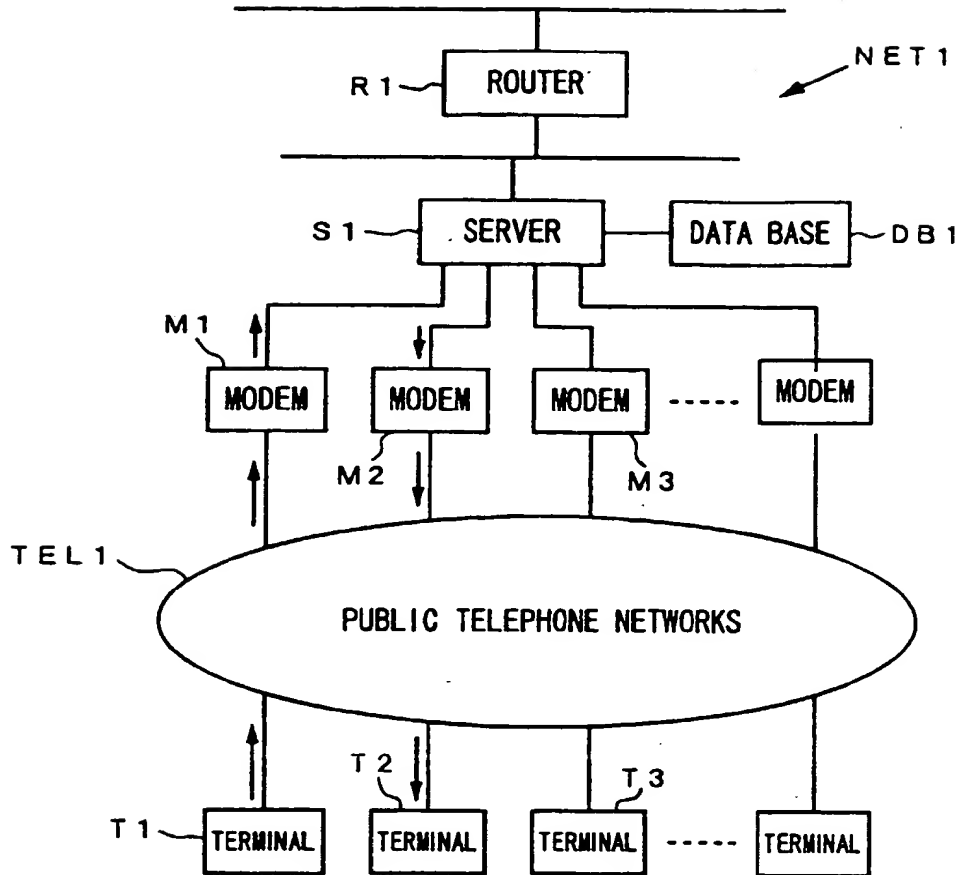 NET1
R1 ROUTER
S1 SERVER DATA BASE DB1
M1
MODEM MODEM MODEM ----- MODEM
M2 M3
TEL1
PUBLIC TELEPHONE NETWORKS
T2 T3
T1 TERMINAL TERMINAL TERMINAL ----- TERMINAL